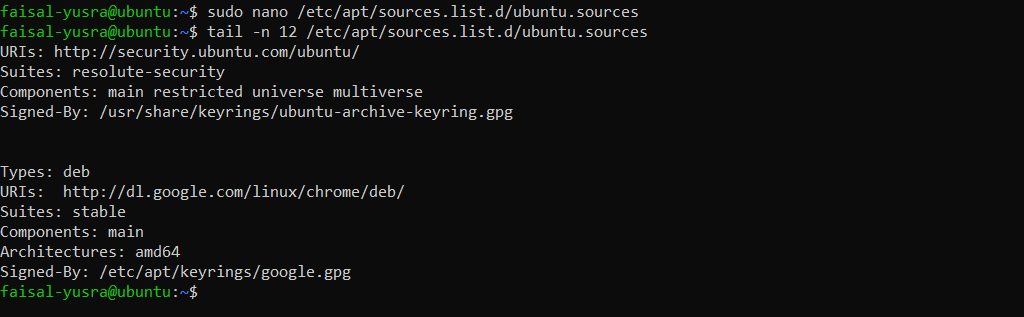 faisal-yusra@ubuntu:~$ sudo nano /etc/apt/sources.list.d/ubuntu.sources
faisal-yusra@ubuntu:~$ tail -n 12 /etc/apt/sources.list.d/ubuntu.sources
URIs: http://security.ubuntu.com/ubuntu/
Suites: resolute-security
Components: main restricted universe multiverse
Signed-By: /usr/share/keyrings/ubuntu-archive-keyring.gpg
Types: deb
URIs:  http://dl.google.com/linux/chrome/deb/
Suites: stable
Components: main
Architectures: amd64
Signed-By: /etc/apt/keyrings/google.gpg
faisal-yusra@ubuntu:~$